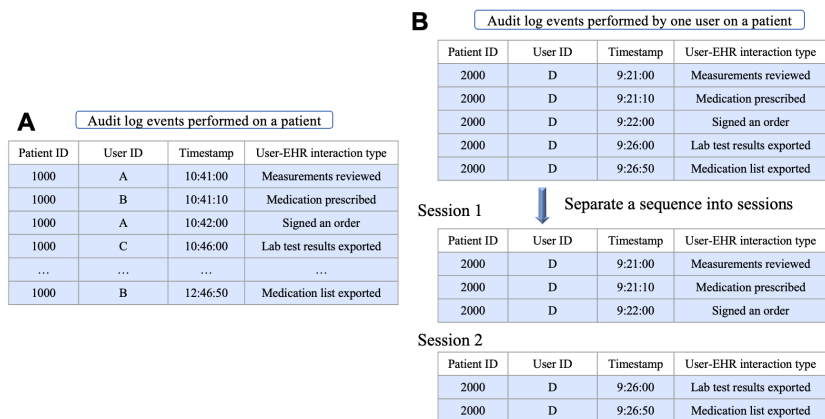 A
Audit log events performed on a patient
Patient ID User ID Timestamp User-EHR interaction type
1000 A 10:41:00 Measurements reviewed
1000 B 10:41:10 Medication prescribed
1000 A 10:42:00 Signed an order
1000 C 10:46:00 Lab test results exported
... ... ... ...
1000 B 12:46:50 Medication list exported
B
Audit log events performed by one user on a patient
Patient ID User ID Timestamp User-EHR interaction type
2000 D 9:21:00 Measurements reviewed
2000 D 9:21:10 Medication prescribed
2000 D 9:22:00 Signed an order
2000 D 9:26:00 Lab test results exported
2000 D 9:26:50 Medication list exported
Separate a sequence into sessions
Session 1
Patient ID User ID Timestamp User-EHR interaction type
2000 D 9:21:00 Measurements reviewed
2000 D 9:21:10 Medication prescribed
2000 D 9:22:00 Signed an order
Session 2
Patient ID User ID Timestamp User-EHR interaction type
2000 D 9:26:00 Lab test results exported
2000 D 9:26:50 Medication list exported